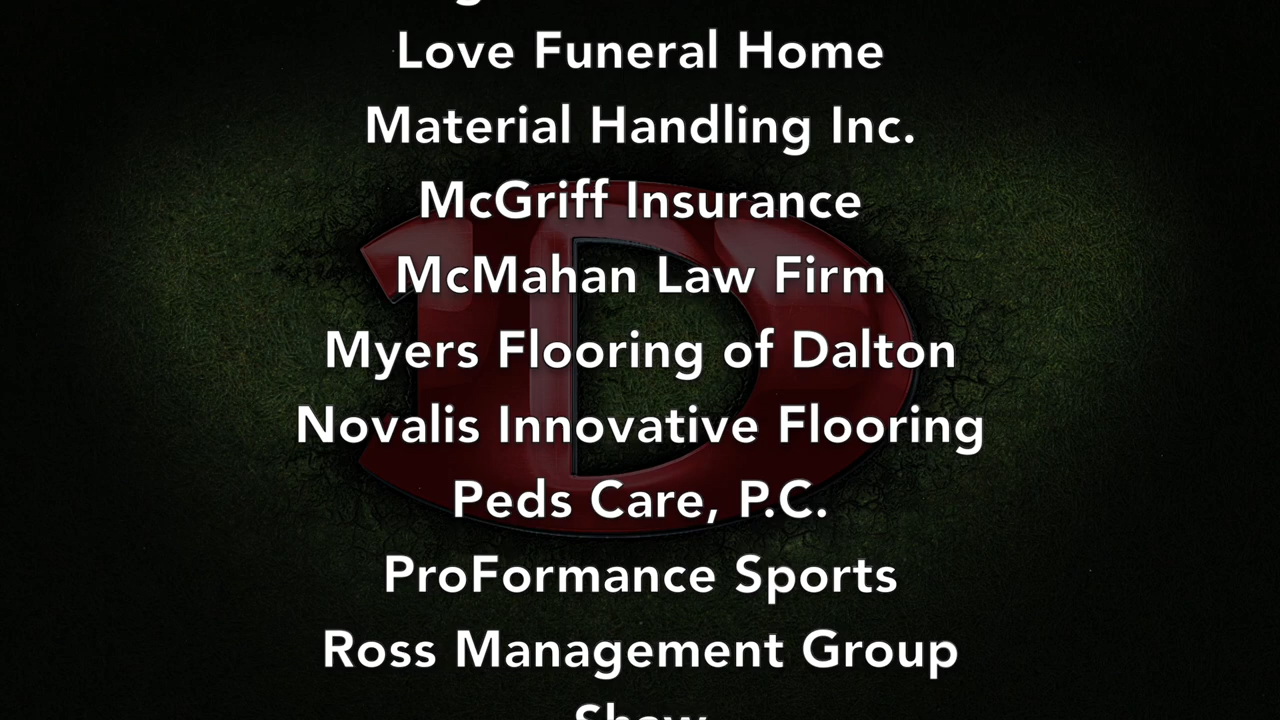 Love Funeral Home
Material Handling Inc.
McGriff Insurance
McMahan Law Firm
Myers Flooring of Dalton
Novalis Innovative Flooring
Peds Care, P.C.
ProFormance Sports
Ross Management Group
Shaw